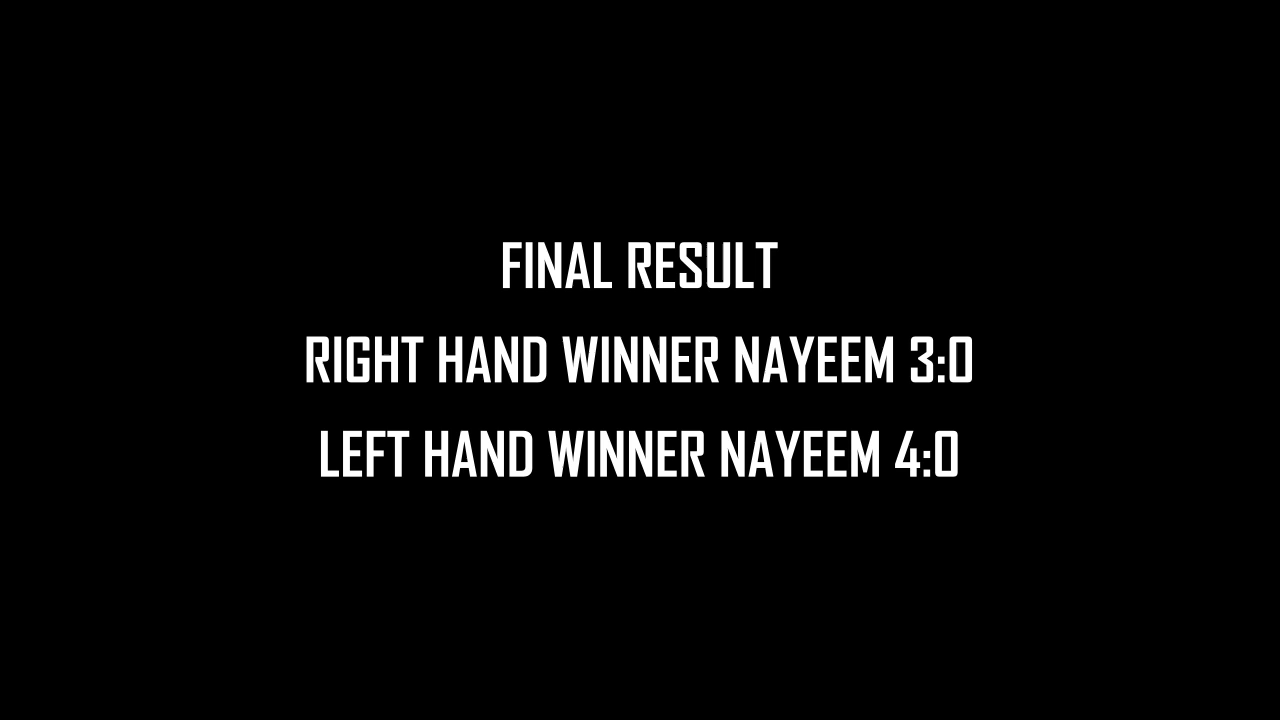 FINAL RESULT
RIGHT HAND WINNER NAYEEM 3:0
LEFT HAND WINNER NAYEEM 4:0